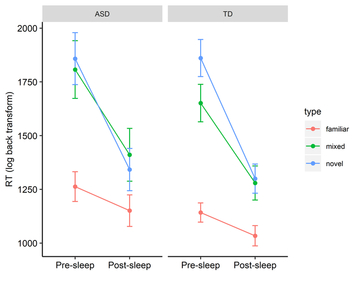 ASD TD
2000
1750
1500
1250
1000
RT (log back transform)
Pre-sleep Post-sleep Pre-sleep Post-sleep
type
familiar
mixed
novel